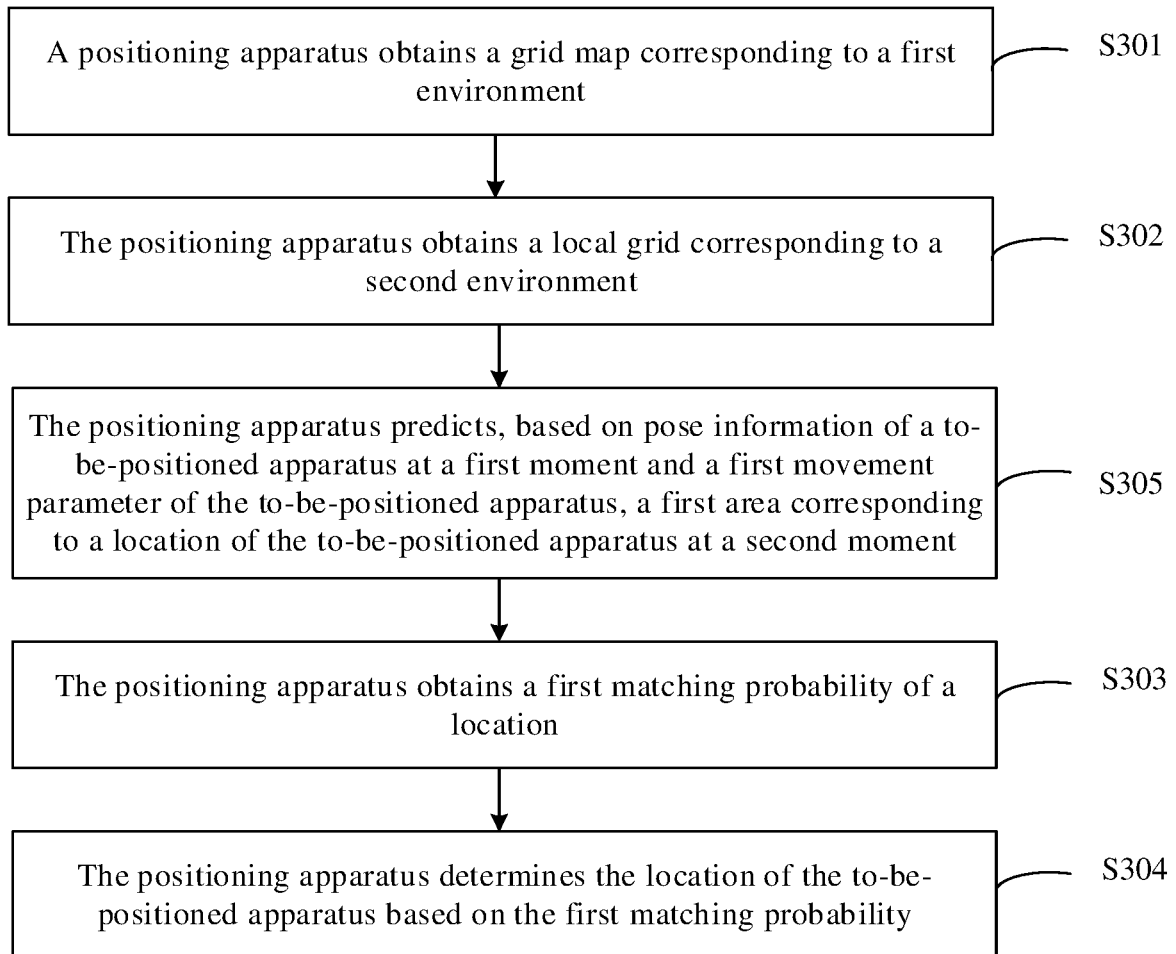 A positioning apparatus obtains a grid map corresponding to a first
environment
S301
The positioning apparatus obtains a local grid corresponding to a
second environment
S302
The positioning apparatus predicts, based on pose information of a to-
be-positioned apparatus at a first moment and a first movement
parameter of the to-be-positioned apparatus, a first area corresponding
to a location of the to-be-positioned apparatus at a second moment
S305
The positioning apparatus obtains a first matching probability of a
location
S303
The positioning apparatus determines the location of the to-be-
positioned apparatus based on the first matching probability
S304